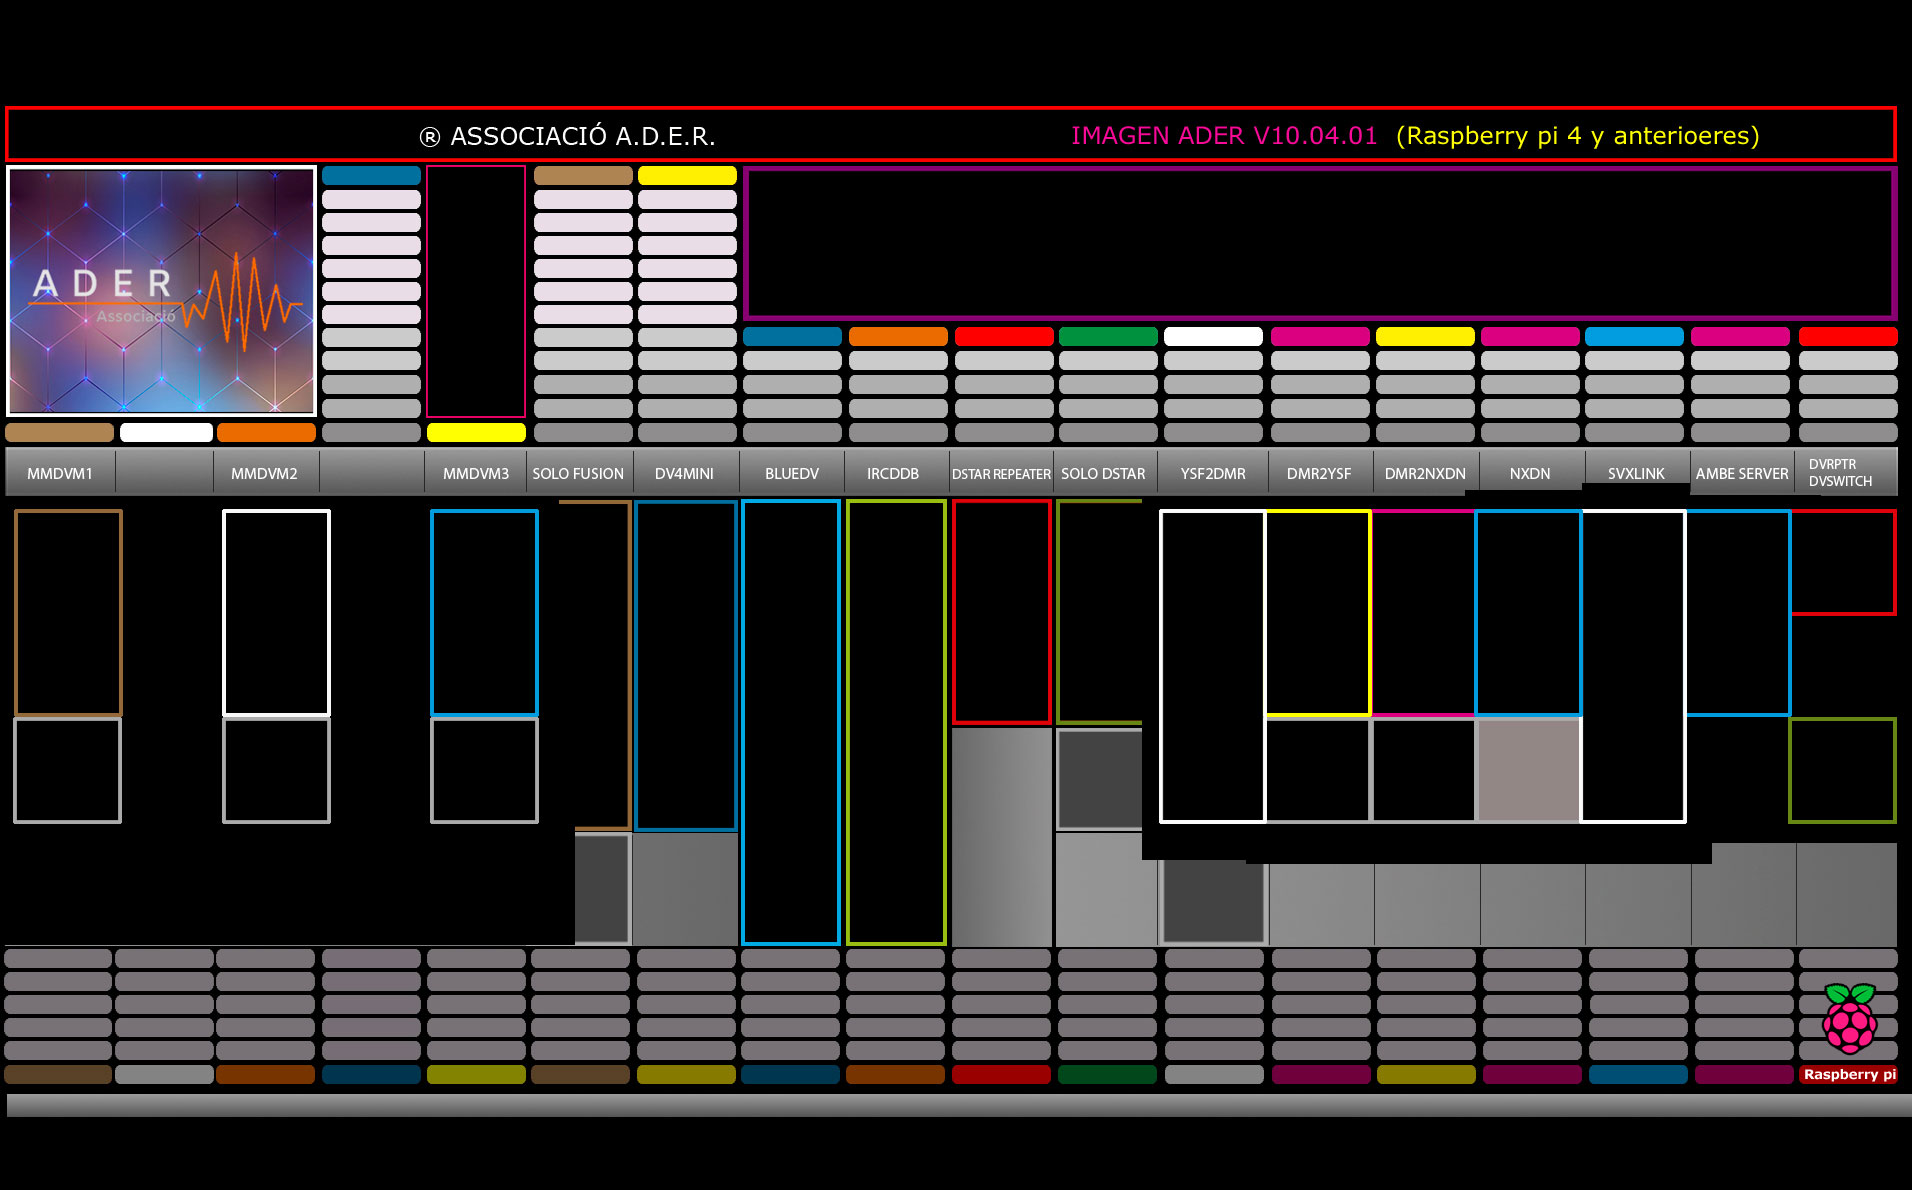 ® ASSOCIACIÓ A.D.E.R.
IMAGEN ADER V10.04.01 (Raspberry pi 4 y anterioeres)
ADER
Associació
MMDVM1
MMDVM2
MMDVM3
SOLO FUSION
DV4MINI
BLUEDV
IRCDDB
DSTAR REPEATER
SOLO DSTAR
YSF2DMR
DMR2YSF
DMR2NXDN
NXDN
SVXLINK
AMBE SERVER
DVRPTR
DVSWITCH
Raspberry pi